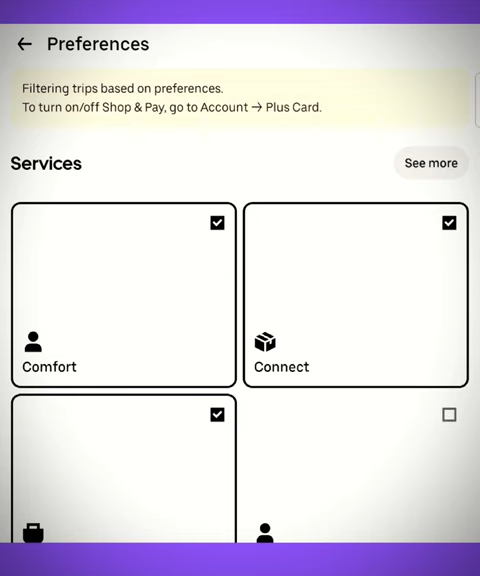 Preferences
Filtering trips based on preferences.
To turn on/off Shop & Pay, go to Account → Plus Card.
Services
See more
Comfort
Connect